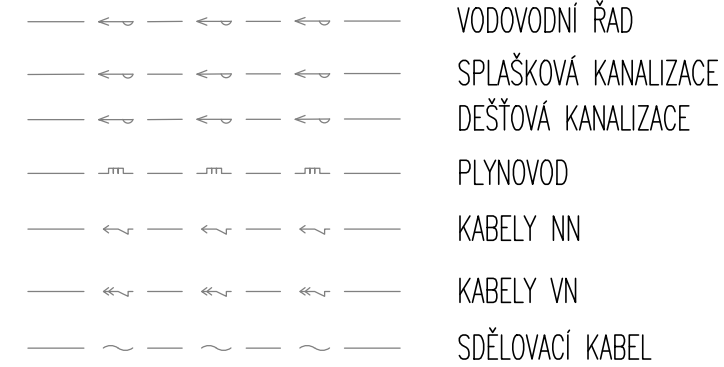 VODOVODNÍ ŘAD
SPLAŠKOVÁ KANALIZACE
DEŠŤOVÁ KANALIZACE
PLYNOVOD
KABELY NN
KABELY VN
SDĚLOVACÍ KABEL